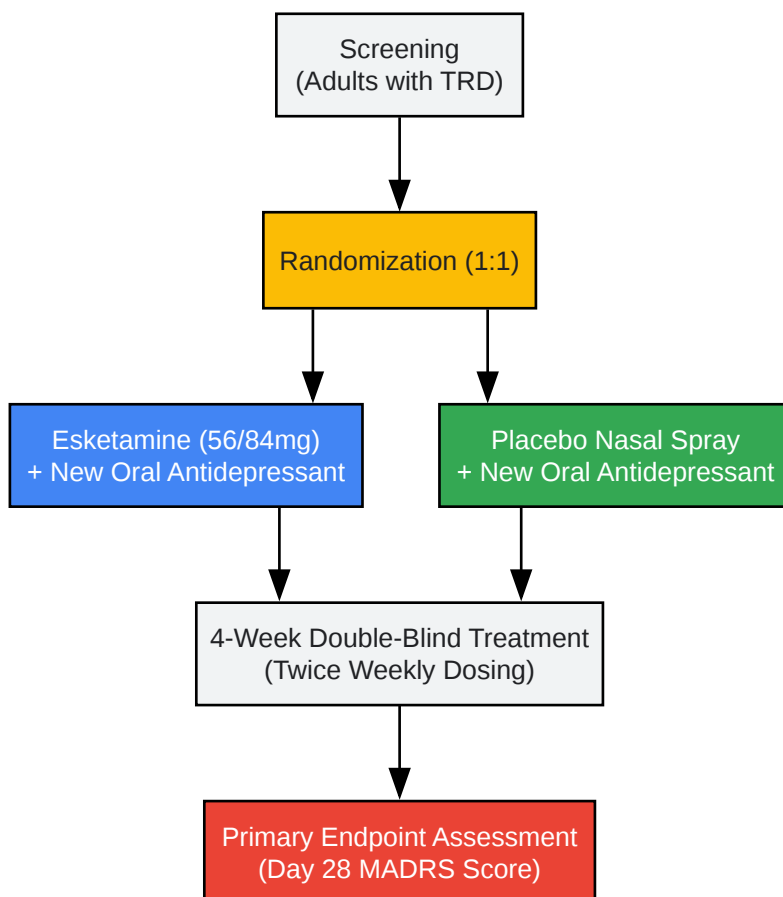 Screening
(Adults with TRD)
Randomization (1:1)
Esketamine (56/84mg)
+ New Oral Antidepressant
Placebo Nasal Spray
+ New Oral Antidepressant
4-Week Double-Blind Treatment
(Twice Weekly Dosing)
Primary Endpoint Assessment
(Day 28 MADRS Score)